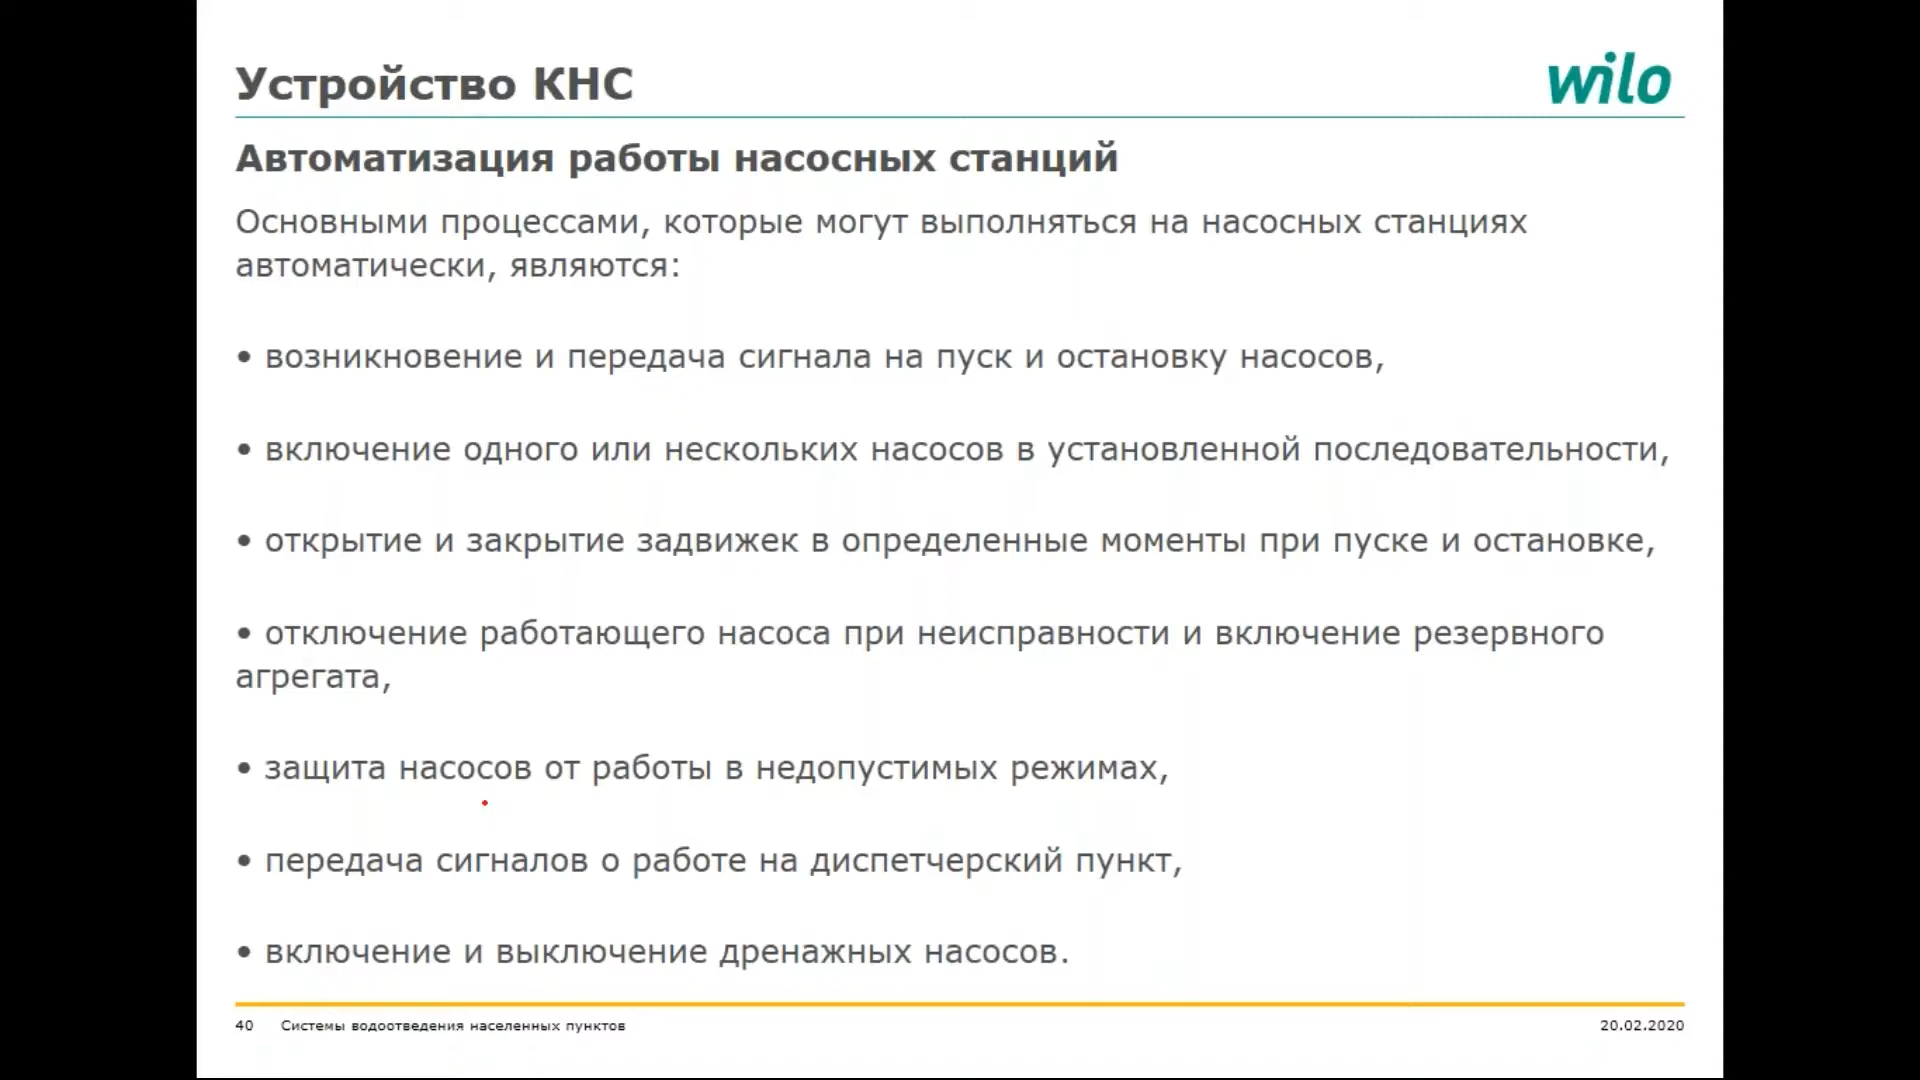 Устройство КНС
wilo
Автоматизация работы насосных станций
Основными процессами, которые могут выполняться на насосных станциях
автоматически, являются:
• возникновение и передача сигнала на пуск и остановку насосов,
• включение одного или нескольких насосов в установленной последовательности,
• открытие и закрытие задвижек в определенные моменты при пуске и остановке,
• отключение работающего насоса при неисправности и включение резервного
агрегата,
• защита насосов от работы в недопустимых режимах,
• передача сигналов о работе на диспетчерский пункт,
• включение и выключение дренажных насосов.
40 Системы водоотведения населенных пунктов 20.02.2020